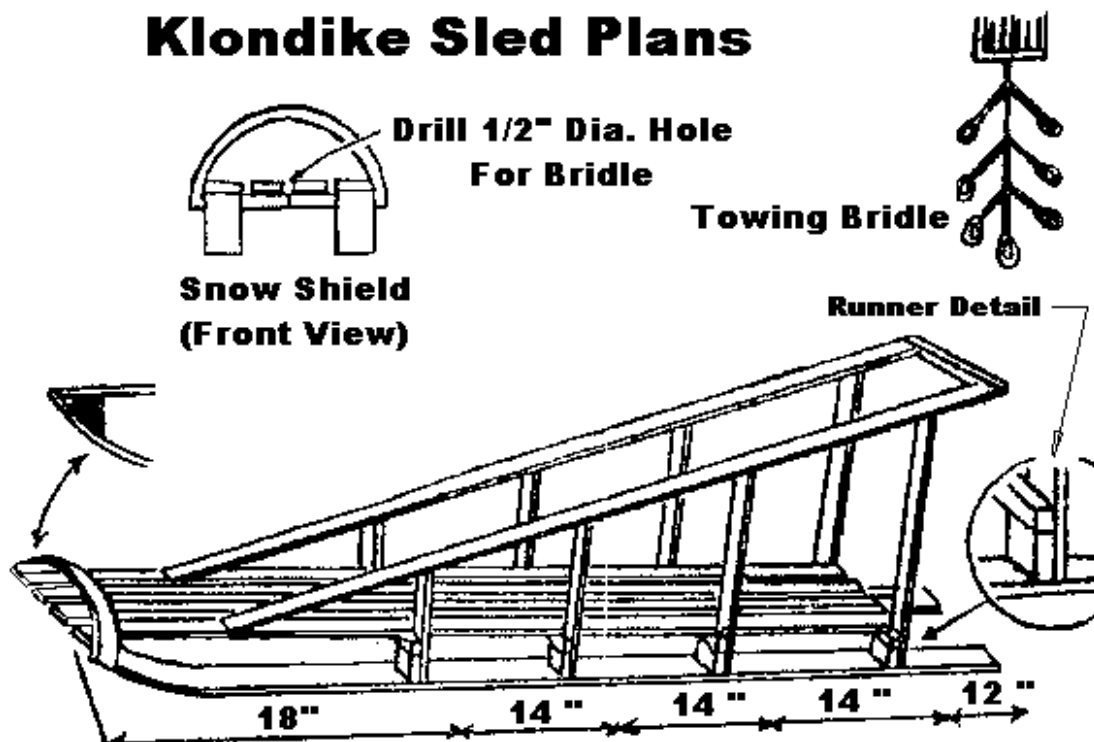 Klondike Sled Plans
Drill 1/2" Dia. Hole
For Bridle
Towing Bridle
Snow Shield
(Front View)
Runner Detail
18"
14 "
14 "
14 "
12 "